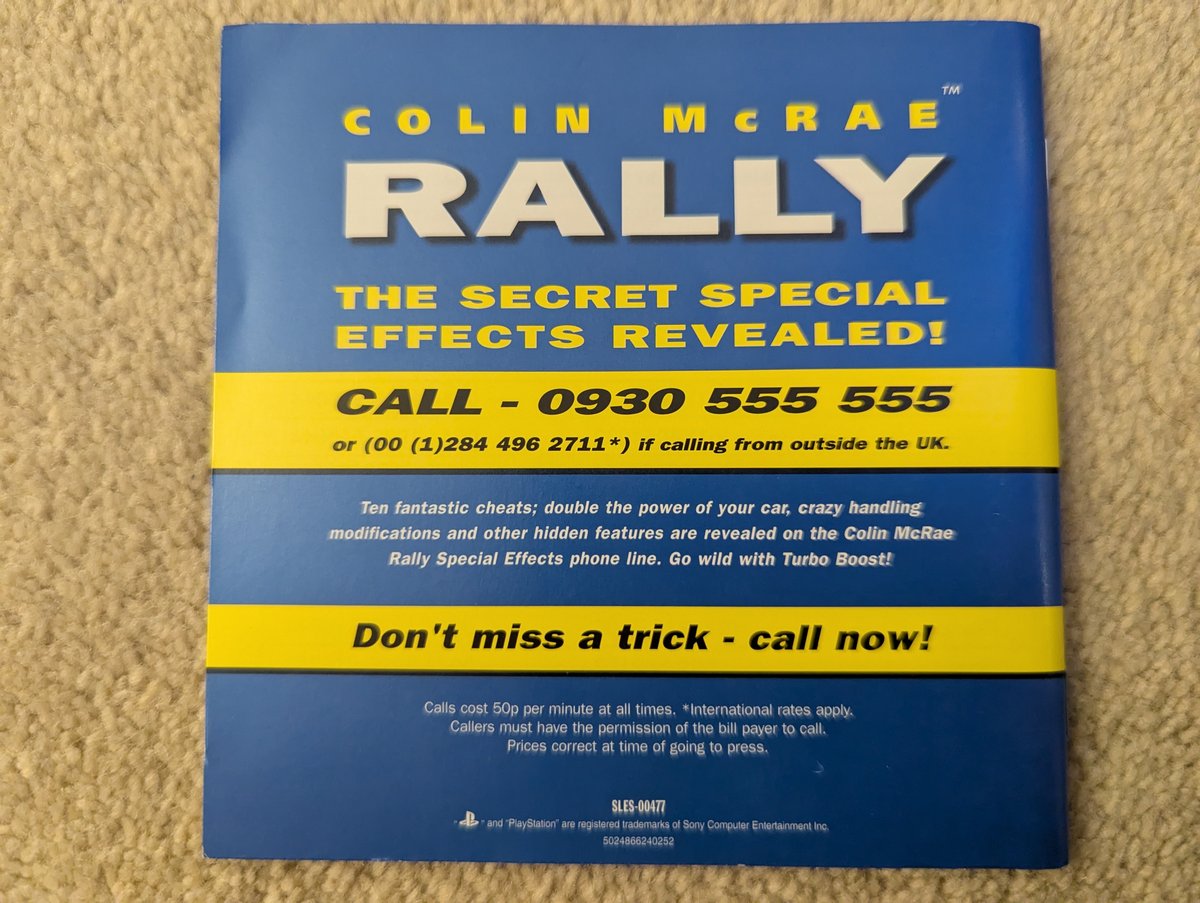 COLIN McRAE™
RALLY
THE SECRET SPECIAL
EFFECTS REVEALED!
CALL - 0930 555 555
or (00 (1)284 496 2711*) if calling from outside the UK.
Ten fantastic cheats; double the power of your car, crazy handling
modifications and other hidden features are revealed on the Colin McRae
Rally Special Effects phone line. Go wild with Turbo Boost!
Don't miss a trick - call now!
Calls cost 50p per minute at all times. *International rates apply.
Callers must have the permission of the bill payer to call.
Prices correct at time of going to press.
SLES-00477
" " and "PlayStation" are registered trademarks of Sony Computer Entertainment Inc.
5024866240252